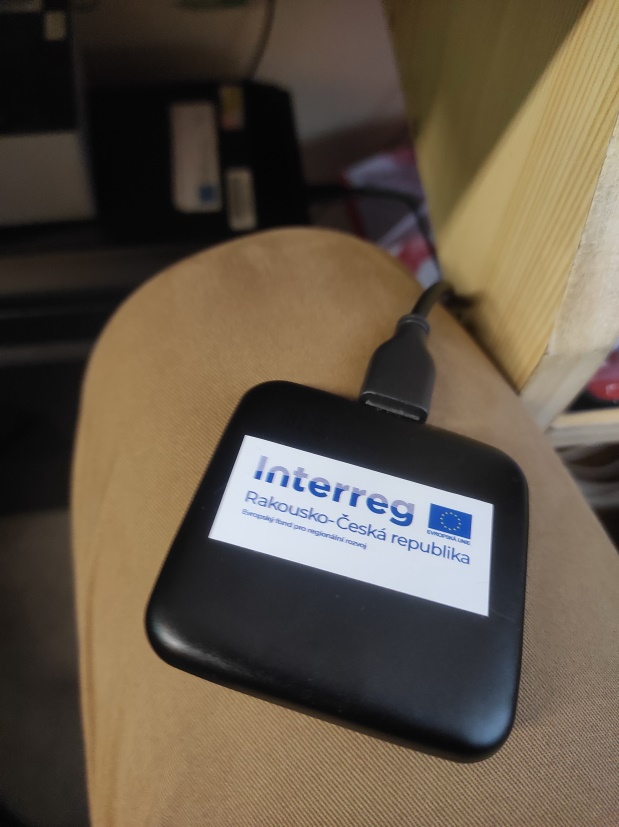 Interreg
EVROPSKÁ UNIE
Rakousko-Česká republika
Evropský fond pro regionální rozvoj